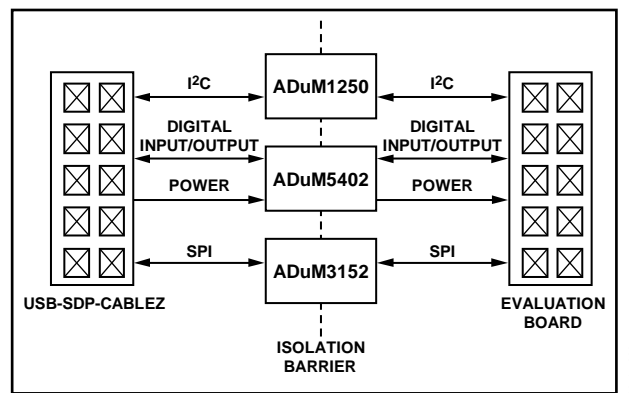 I2C
ADuM1250
I2C
DIGITAL
INPUT/OUTPUT
DIGITAL
INPUT/OUTPUT
ADuM5402
POWER
POWER
SPI
ADuM3152
SPI
USB-SDP-CABLEZ
EVALUATION
BOARD
ISOLATION
BARRIER